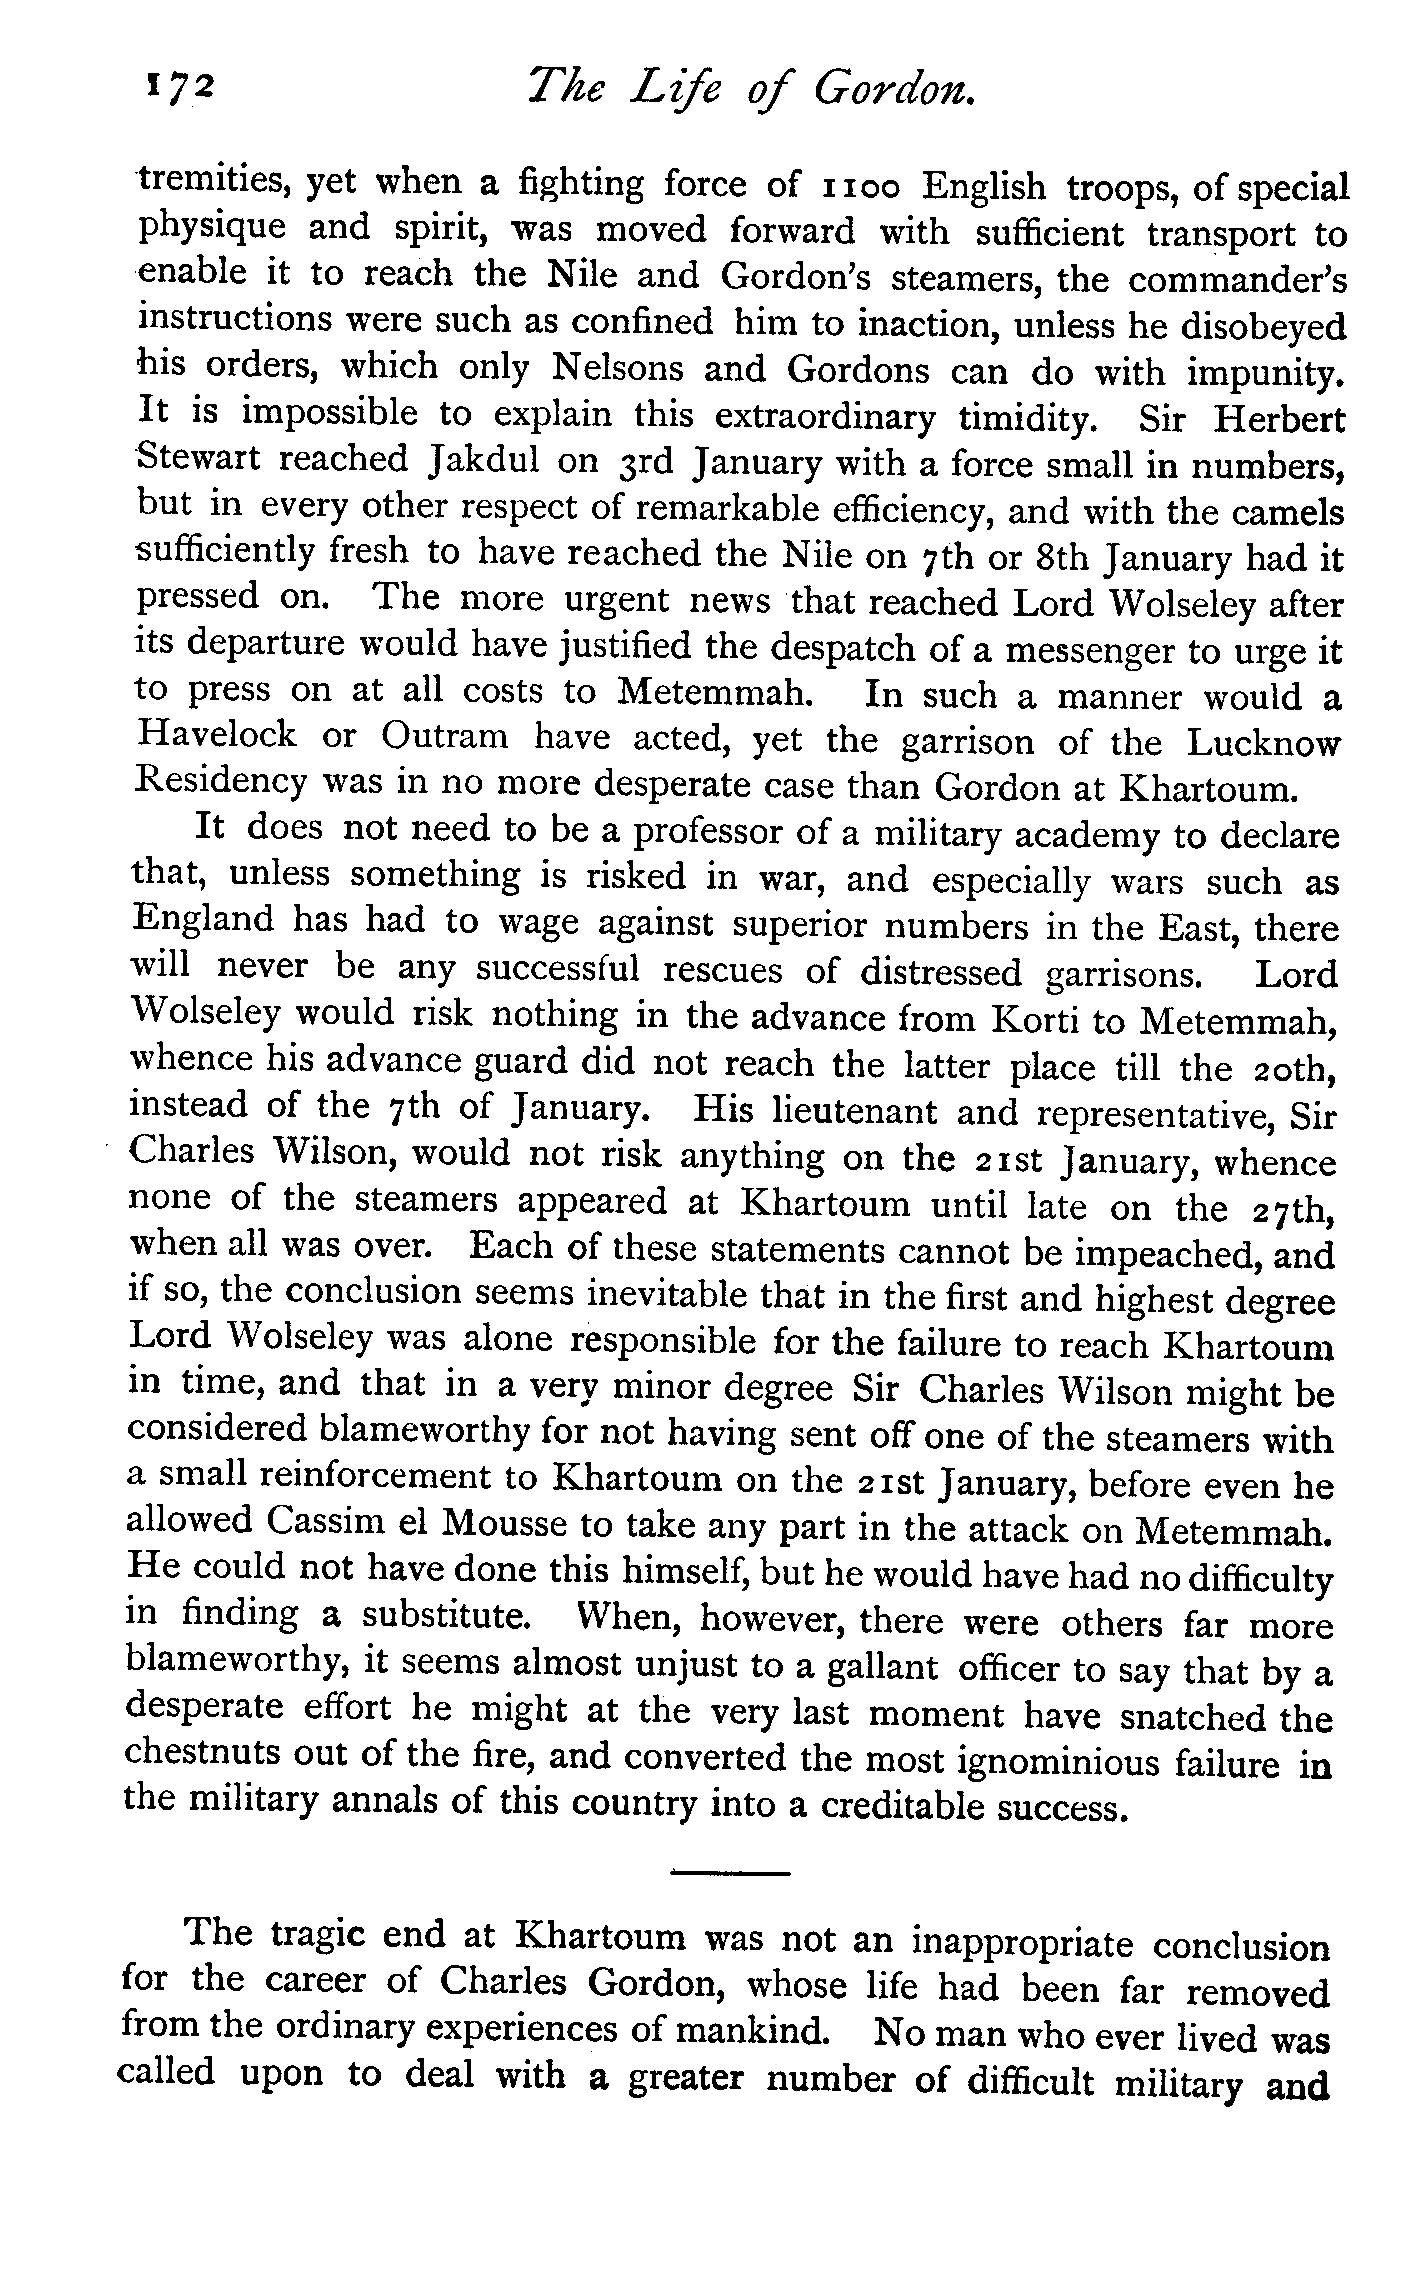 172 The Life of Gordon.
tremities, yet when a fighting force of 1100 English troops, of special
physique and spirit, was moved forward with sufficient transport to
enable it to reach the Nile and Gordon's steamers, the commander's
instructions were such as confined him to inaction, unless he disobeyed
his orders, which only Nelsons and Gordons can do with impunity.
It is impossible to explain this extraordinary timidity. Sir Herbert
Stewart reached Jakdul on 3rd January with a force small in numbers,
but in every other respect of remarkable efficiency, and with the camels
sufficiently fresh to have reached the Nile on 7th or 8th January had it
pressed on. The more urgent news that reached Lord Wolseley after
its departure would have justified the despatch of a messenger to urge it
to press on at all costs to Metemmah. In such a manner would a
Havelock or Outram have acted, yet the garrison of the Lucknow
Residency was in no more desperate case than Gordon at Khartoum.
It does not need to be a professor of a military academy to declare
that, unless something is risked in war, and especially wars such as
England has had to wage against superior numbers in the East, there
will never be any successful rescues of distressed garrisons. Lord
Wolseley would risk nothing in the advance from Korti to Metemmah,
whence his advance guard did not reach the latter place till the 20th,
instead of the 7th of January. His lieutenant and representative, Sir
Charles Wilson, would not risk anything on the 21st January, whence
none of the steamers appeared at Khartoum until late on the 27th,
when all was over. Each of these statements cannot be impeached, and
if so, the conclusion seems inevitable that in the first and highest degree
Lord Wolseley was alone responsible for the failure to reach Khartoum
in time, and that in a very minor degree Sir Charles Wilson might be
considered blameworthy for not having sent off one of the steamers with
a small reinforcement to Khartoum on the 21st January, before even he
allowed Cassim el Mousse to take any part in the attack on Metemmah.
He could not have done this himself, but he would have had no difficulty
in finding a substitute. When, however, there were others far more
blameworthy, it seems almost unjust to a gallant officer to say that by a
desperate effort he might at the very last moment have snatched the
chestnuts out of the fire, and converted the most ignominious failure in
the military annals of this country into a creditable success.
The tragic end at Khartoum was not an inappropriate conclusion
for the career of Charles Gordon, whose life had been far removed
from the ordinary experiences of mankind. No man who ever lived was
called upon to deal with a greater number of difficult military and